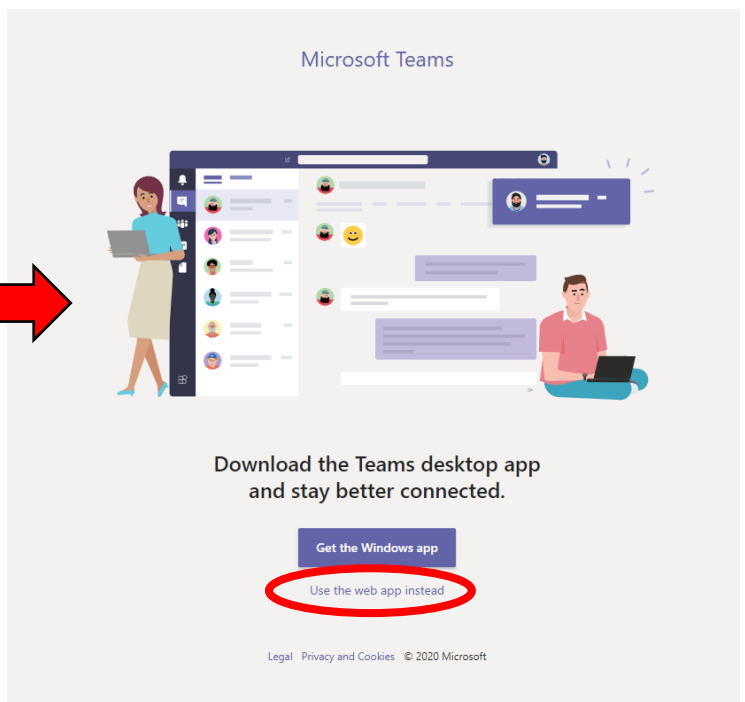 Microsoft Teams
Download the Teams desktop app
and stay better connected.
Get the Windows app
Use the web app instead
Legal Privacy and Cookies © 2020 Microsoft